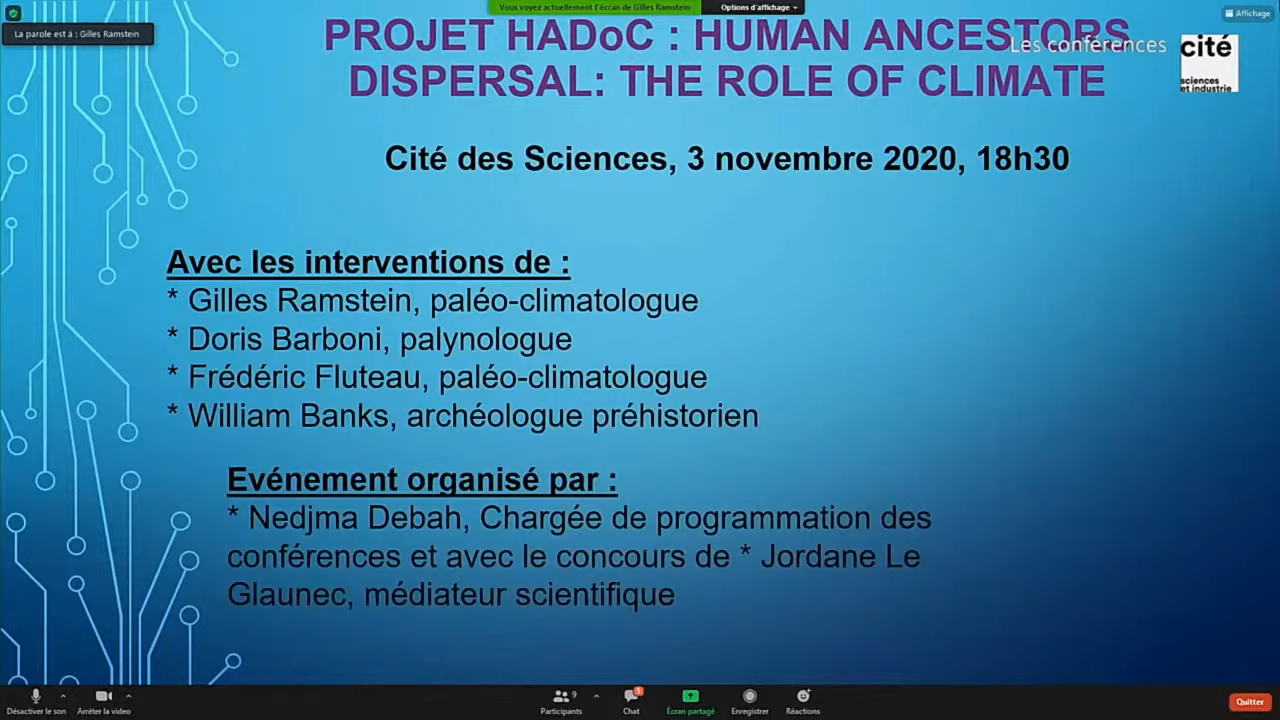 Vous voyez actuellement l'écran de Gilles Ramstein
Options d'affichage
Affichage
La parole est à : Gilles Ramstein
PROJET HADoC : HUMAN ANCESTORS
DISPERSAL: THE ROLE OF CLIMATE
Les conférences
cité
sciences
et industrie
Cité des Sciences, 3 novembre 2020, 18h30
Avec les interventions de :
* Gilles Ramstein, paléo-climatologue
* Doris Barboni, palynologue
* Frédéric Fluteau, paléo-climatologue
* William Banks, archéologue préhistorien
Evénement organisé par :
* Nedjma Debah, Chargée de programmation des
conférences et avec le concours de * Jordane Le
Glaunec, médiateur scientifique
Désactiver le son
Arrêter la video
9
Participants
5
Chat
Écran partagé
Enregistrer
Réactions
Quitter